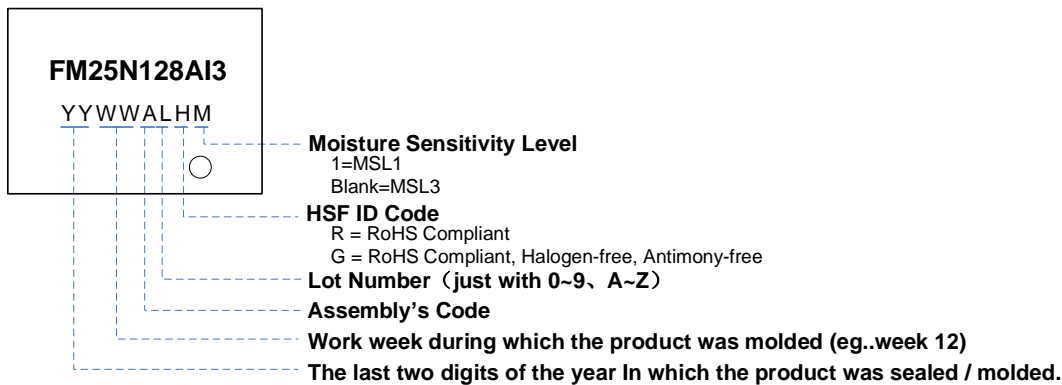 FM25N128AI3
YYWWALHM
Moisture Sensitivity Level
1=MSL1
Blank=MSL3
HSF ID Code
R = RoHS Compliant
G = RoHS Compliant, Halogen-free, Antimony-free
Lot Number（just with 0~9、A~Z）
Assembly's Code
Work week during which the product was molded (eg..week 12)
The last two digits of the year In which the product was sealed / molded.